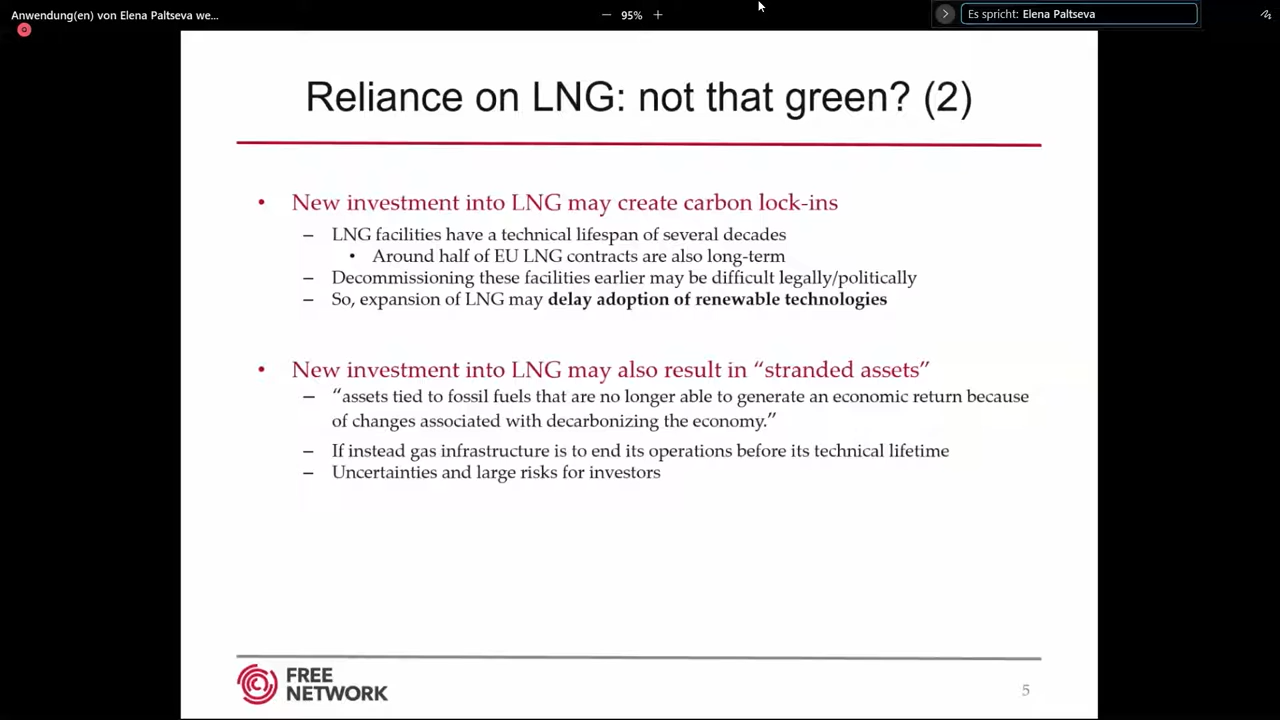 Anwendung(en) von Elena Paltseva we...
95%
Es spricht: Elena Paltseva
Reliance on LNG: not that green? (2)
• New investment into LNG may create carbon lock-ins
– LNG facilities have a technical lifespan of several decades
• Around half of EU LNG contracts are also long-term
– Decommissioning these facilities earlier may be difficult legally/politically
– So, expansion of LNG may delay adoption of renewable technologies
• New investment into LNG may also result in “stranded assets”
– “assets tied to fossil fuels that are no longer able to generate an economic return because
of changes associated with decarbonizing the economy.”
– If instead gas infrastructure is to end its operations before its technical lifetime
– Uncertainties and large risks for investors
FREE
NETWORK
5